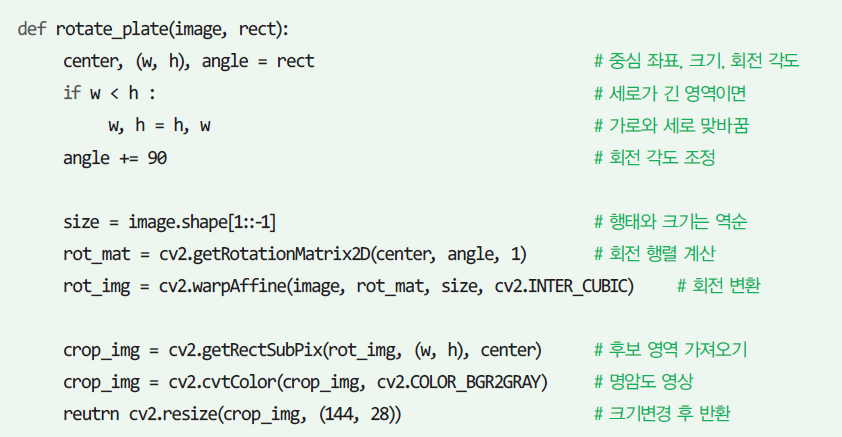 def rotate_plate(image, rect):
center, (w, h), angle = rect # 중심 좌표, 크기, 회전 각도
if w < h : # 세로가 긴 영역이면
w, h = h, w # 가로와 세로 맞바꿈
angle += 90 # 회전 각도 조정
size = image.shape[1::-1] # 행태와 크기는 역순
rot_mat = cv2.getRotationMatrix2D(center, angle, 1) # 회전 행렬 계산
rot_img = cv2.warpAffine(image, rot_mat, size, cv2.INTER_CUBIC) # 회전 변환
crop_img = cv2.getRectSubPix(rot_img, (w, h), center) # 후보 영역 가져오기
crop_img = cv2.cvtColor(crop_img, cv2.COLOR_BGR2GRAY) # 명암도 영상
reutrn cv2.resize(crop_img, (144, 28)) # 크기변경 후 반환